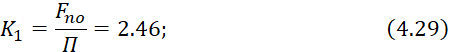 K₁ = Fпо / П = 2.46; (4.29)